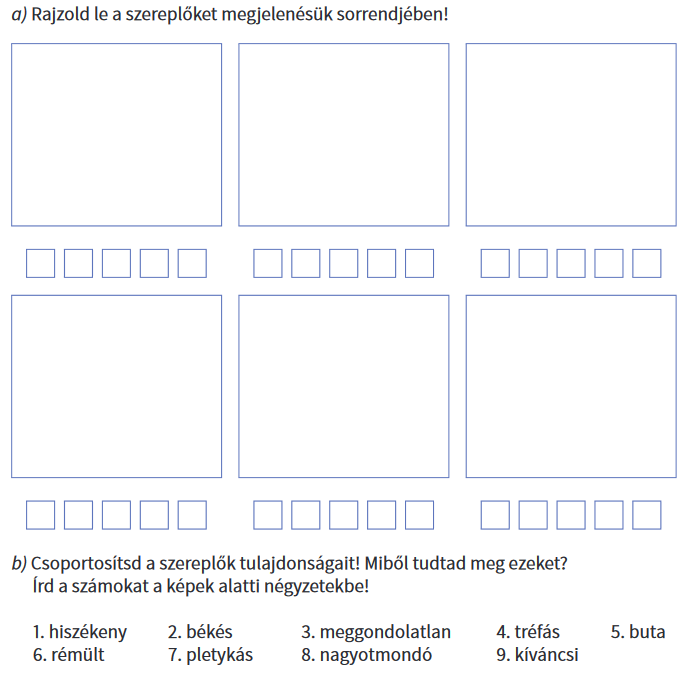 a) Rajzold le a szereplőket megjelenésük sorrendjében!
b) Csoportosítsd a szereplők tulajdonságait! Miből tudtad meg ezeket?
Írd a számokat a képek alatti négyzetekbe!
1. hiszékeny 2. békés 3. meggondolatlan 4. tréfás 5. buta
6. rémült 7. pletykás 8. nagyotmondó 9. kíváncsi